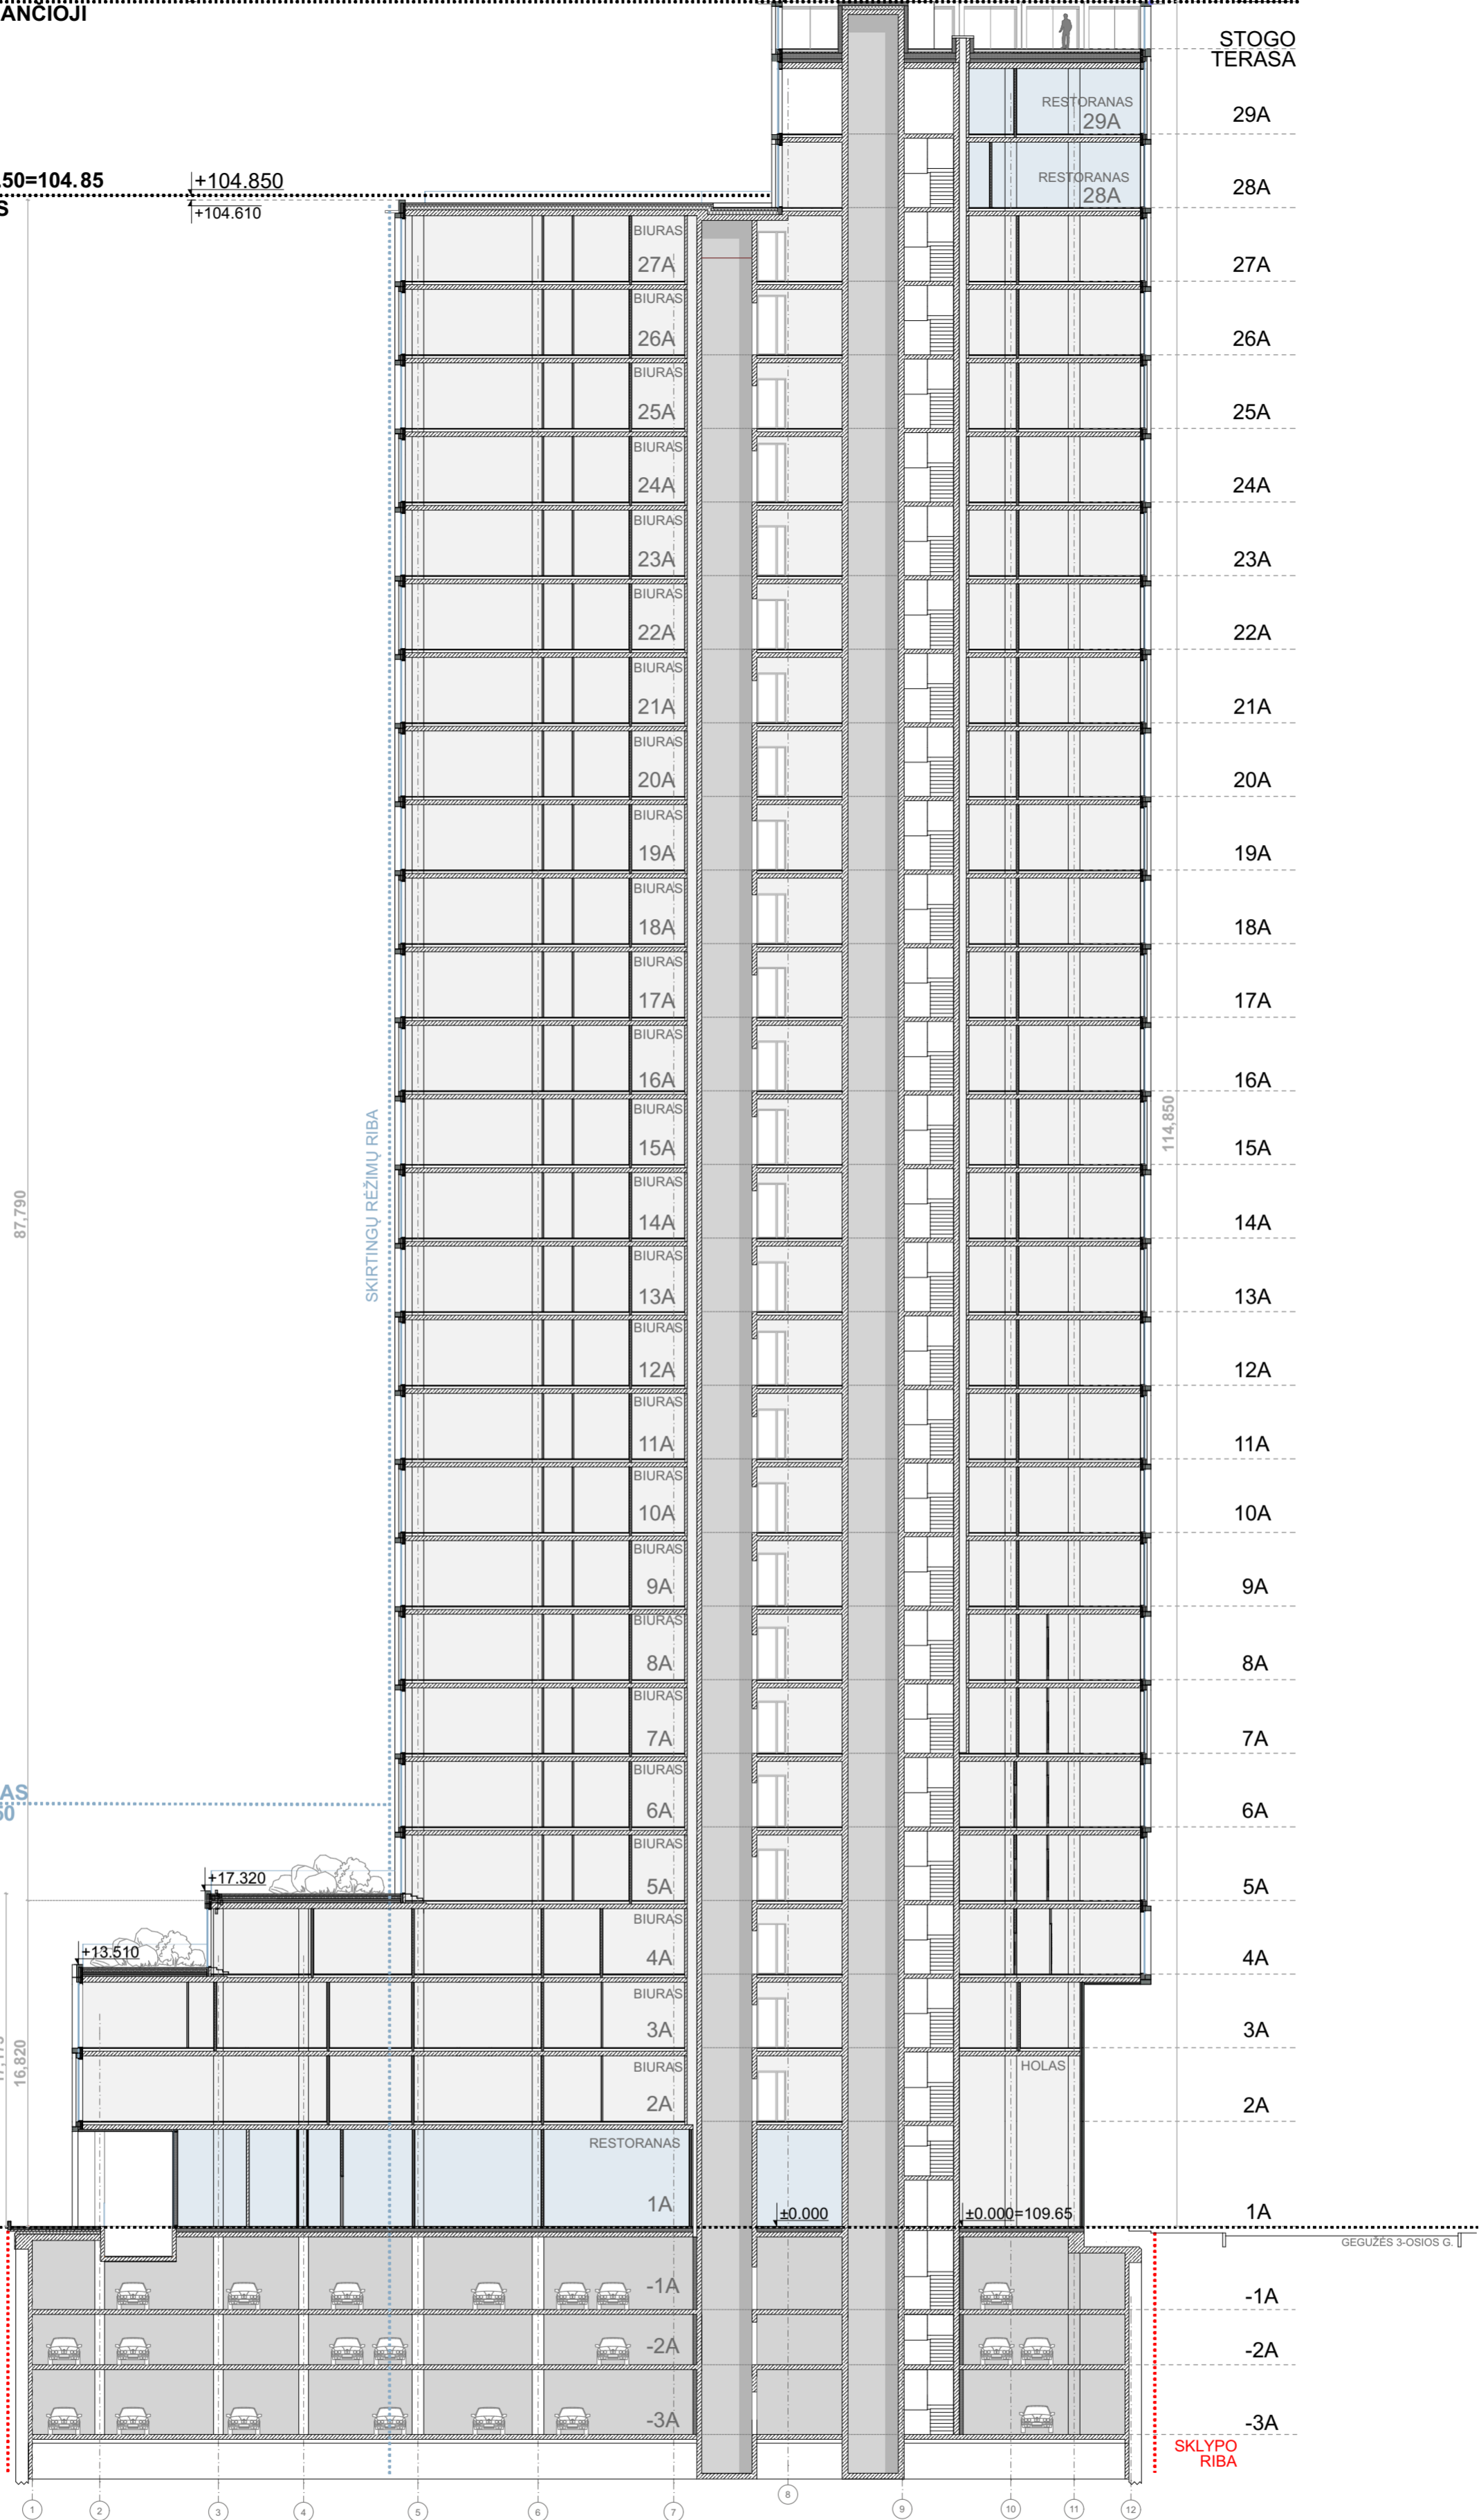 ANČIOJI
STOGO
TERASA
RESTORANAS
29A
29A
RESTORANAS
28A
28A
50=104.85
+104.850
S
+104.610
BIURAS
27A
27A
BIURAS
26A
26A
BIURAS
25A
25A
BIURAS
24A
24A
BIURAS
23A
23A
BIURAS
22A
22A
BIURAS
21A
21A
BIURAS
20A
20A
BIURAS
19A
19A
BIURAS
18A
18A
BIURAS
17A
17A
BIURAS
16A
16A
SKIRTINGŲ RĖŽIMŲ RIBA
114,850
BIURAS
15A
15A
87,790
BIURAS
14A
14A
BIURAS
13A
13A
BIURAS
12A
12A
BIURAS
11A
11A
BIURAS
10A
10A
BIURAS
9A
9A
BIURAS
8A
8A
BIURAS
7A
7A
AS
50
BIURAS
6A
6A
BIURAS
5A
5A
+17.320
BIURAS
4A
4A
+13.510
BIURAS
3A
3A
16,820
BIURAS
2A
HOLAS
2A
RESTORANAS
1A
±0.000
±0.000=109.65
1A
GEGUŽĖS 3-OSIOS G.
-1A
-1A
-2A
-2A
-3A
-3A
SKLYPO
RIBA
1 2 3 4 5 6 7 8 9 10 11 12